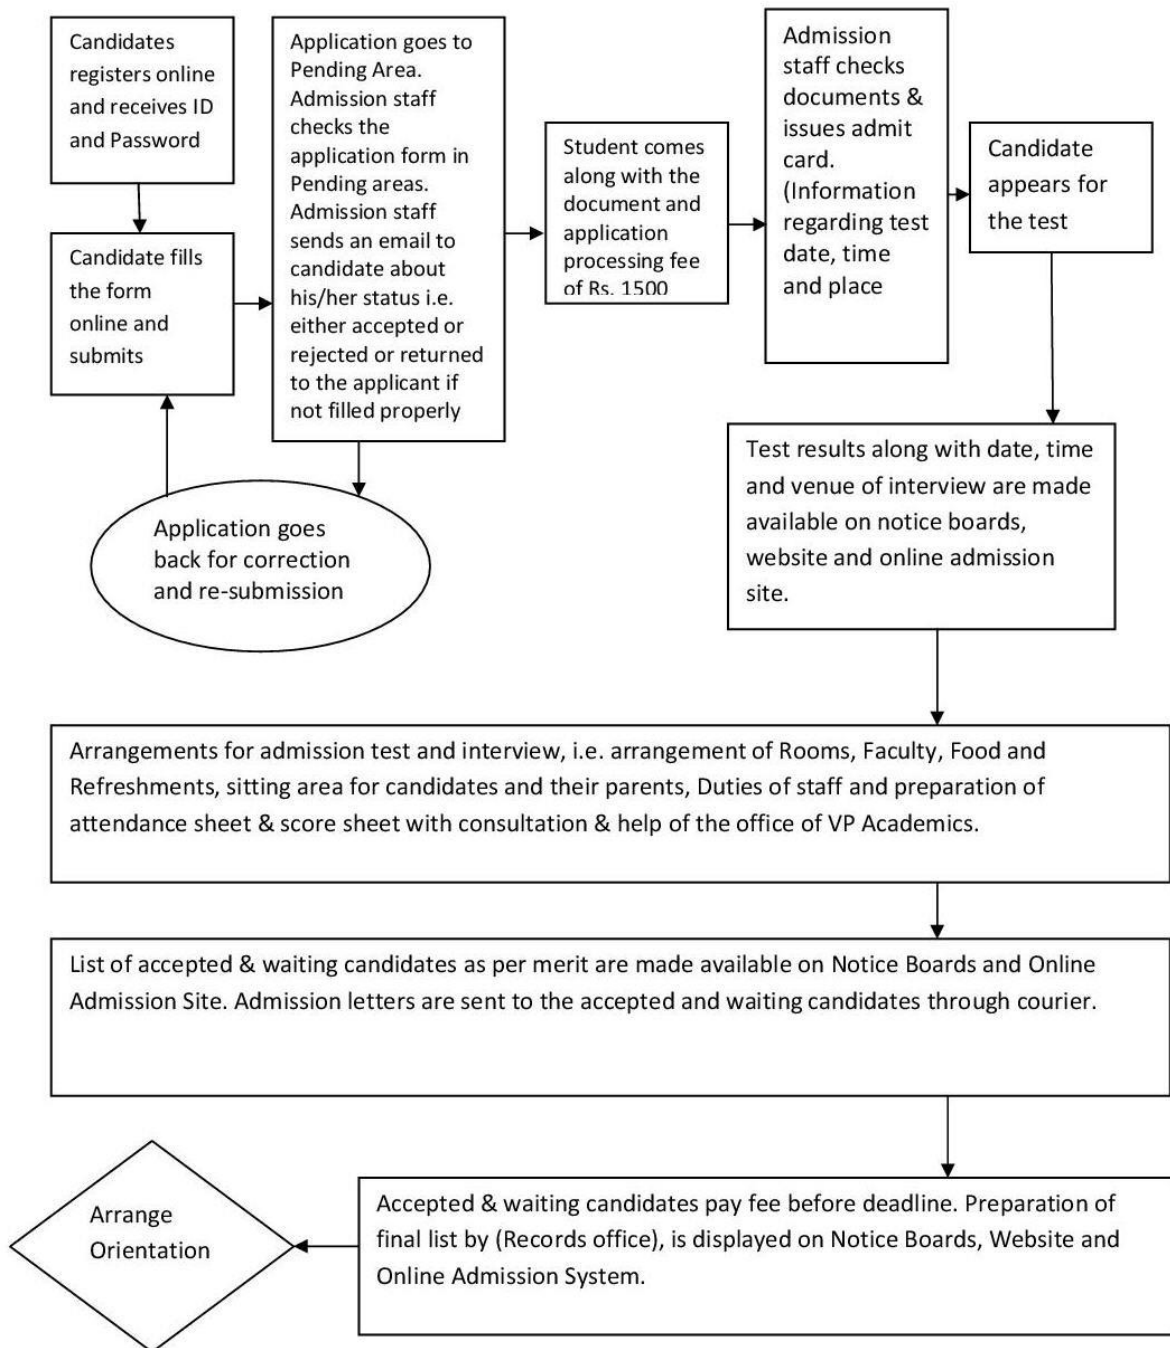 Candidates
registers online
and receives ID
and Password
Candidate fills
the form
online and
submits
Application goes to
Pending Area.
Admission staff
checks the
application form in
Pending areas.
Admission staff
sends an email to
candidate about
his/her status i.e.
either accepted or
rejected or returned
to the applicant if
not filled properly
Application goes
back for correction
and re-submission
Student comes
along with the
document and
application
processing fee
of Rs. 1500
Admission
staff checks
documents &
issues admit
card.
(Information
regarding test
date, time
and place
Candidate
appears for
the test
Test results along with date, time
and venue of interview are made
available on notice boards,
website and online admission
site.
Arrangements for admission test and interview, i.e. arrangement of Rooms, Faculty, Food and
Refreshments, sitting area for candidates and their parents, Duties of staff and preparation of
attendance sheet & score sheet with consultation & help of the office of VP Academics.
List of accepted & waiting candidates as per merit are made available on Notice Boards and Online
Admission Site. Admission letters are sent to the accepted and waiting candidates through courier.
Accepted & waiting candidates pay fee before deadline. Preparation of
final list by (Records office), is displayed on Notice Boards, Website and
Online Admission System.
Arrange
Orientation